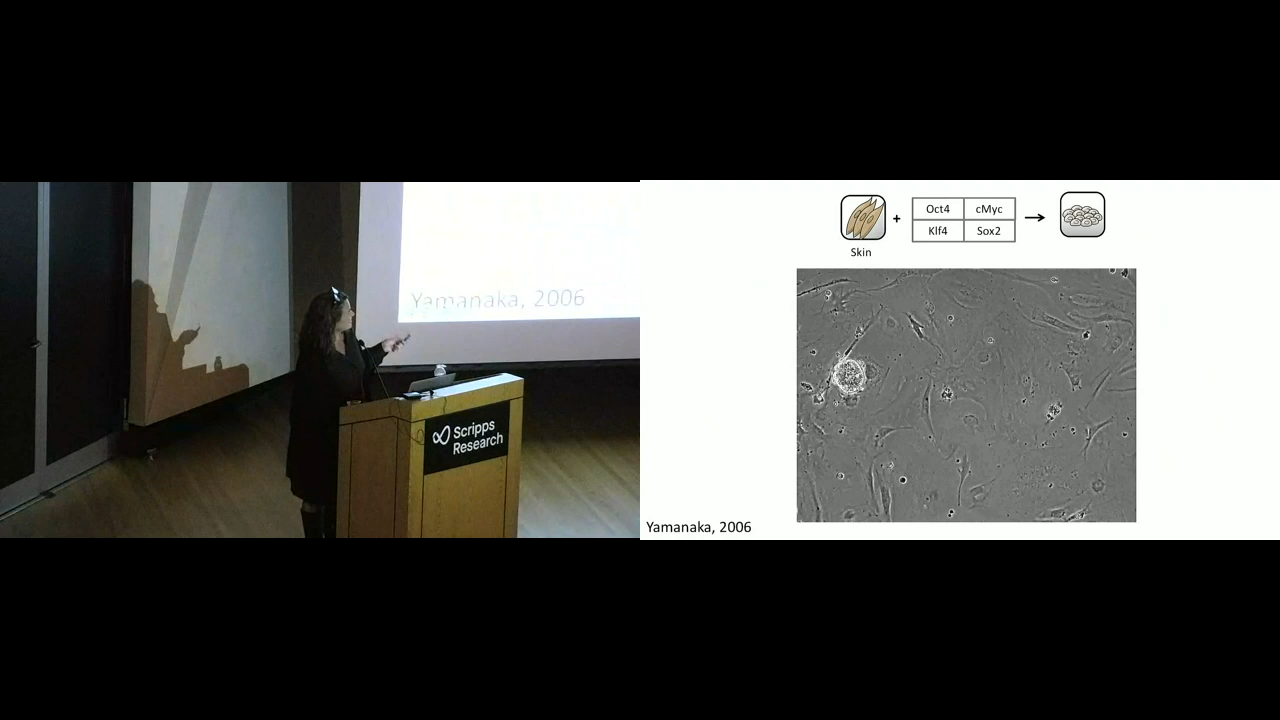 Yamanaka, 2006
Scripps
Research
Oct4 cMyc
Klf4 Sox2
+
Skin
Yamanaka, 2006